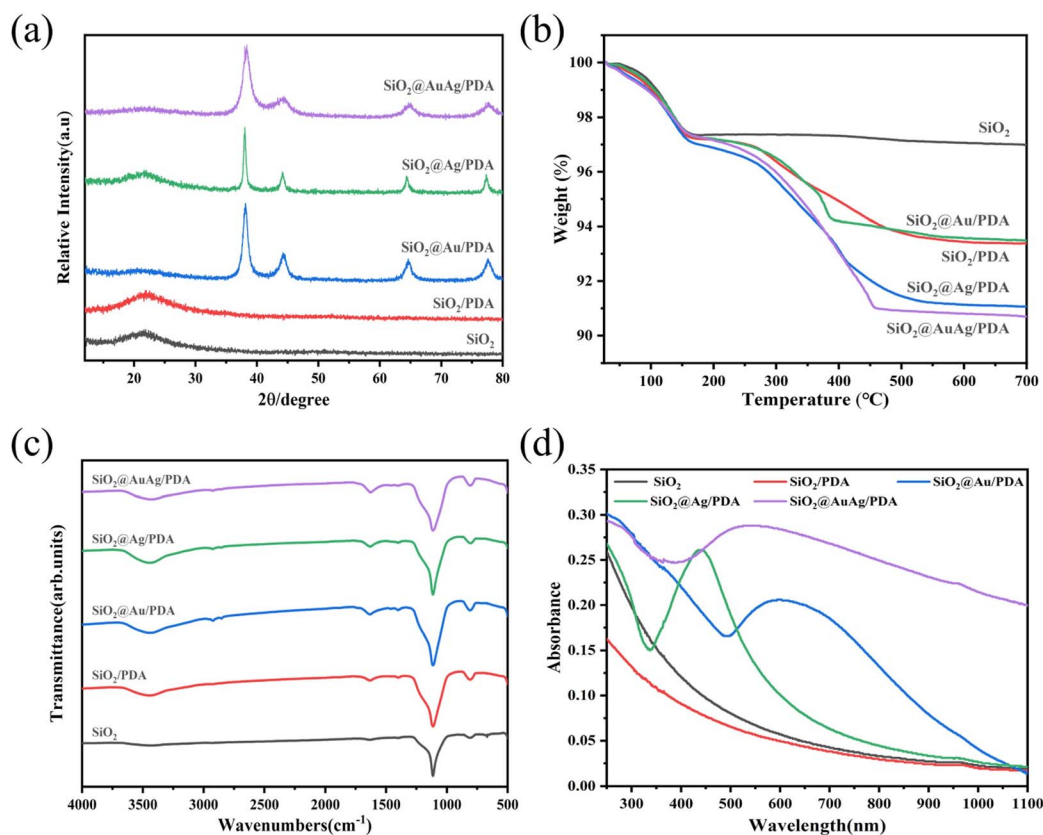 (a)
Relative Intensity(a.u)
SiO₂@AuAg/PDA
SiO₂@Ag/PDA
SiO₂@Au/PDA
SiO₂/PDA
SiO₂
20 30 40 50 60 70 80
2θ/degree
(b)
Weight (%)
100
98
96
94
92
90
SiO₂
SiO₂@Au/PDA
SiO₂/PDA
SiO₂@Ag/PDA
SiO₂@AuAg/PDA
100 200 300 400 500 600 700
Temperature (℃)
(c)
Transmittance(arb.units)
SiO₂@AuAg/PDA
SiO₂@Ag/PDA
SiO₂@Au/PDA
SiO₂/PDA
SiO₂
4000 3500 3000 2500 2000 1500 1000 500
Wavenumbers(cm⁻¹)
(d)
Absorbance
0.35
0.30
0.25
0.20
0.15
0.10
0.05
0.00
SiO₂ SiO₂/PDA SiO₂@Au/PDA
SiO₂@Ag/PDA SiO₂@AuAg/PDA
300 400 500 600 700 800 900 1000 1100
Wavelength(nm)